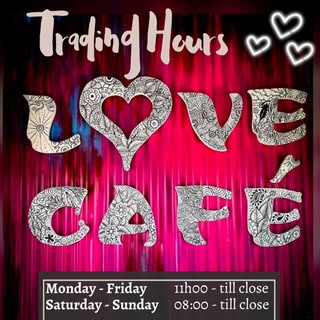 Trading Hours
LOVE
CAFÉ
Monday - Friday 11h00 - till close
Saturday - Sunday 08:00 - till close